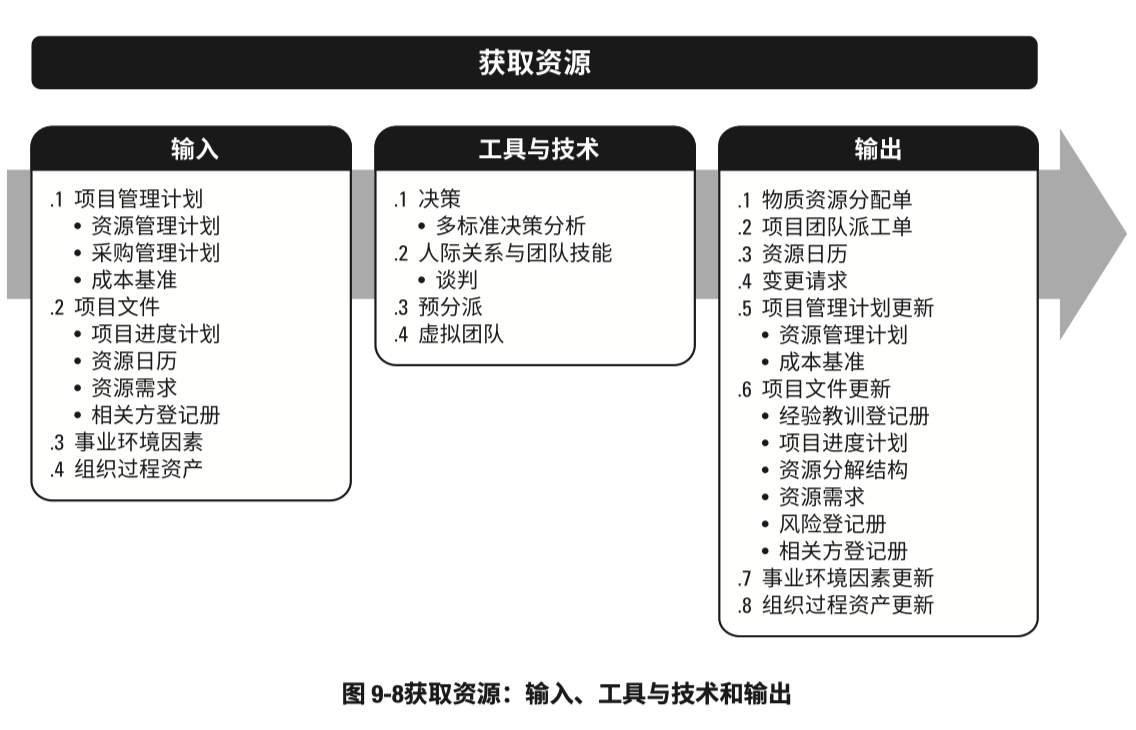 获取资源
输入
.1 项目管理计划
• 资源管理计划
• 采购管理计划
• 成本基准
.2 项目文件
• 项目进度计划
• 资源日历
• 资源需求
• 相关方登记册
.3 事业环境因素
.4 组织过程资产
工具与技术
.1 决策
• 多标准决策分析
.2 人际关系与团队技能
• 谈判
.3 预分派
.4 虚拟团队
输出
.1 物质资源分配单
.2 项目团队派工单
.3 资源日历
.4 变更请求
.5 项目管理计划更新
• 资源管理计划
• 成本基准
.6 项目文件更新
• 经验教训登记册
• 项目进度计划
• 资源分解结构
• 资源需求
• 风险登记册
• 相关方登记册
.7 事业环境因素更新
.8 组织过程资产更新
图 9-8获取资源：输入、工具与技术和输出